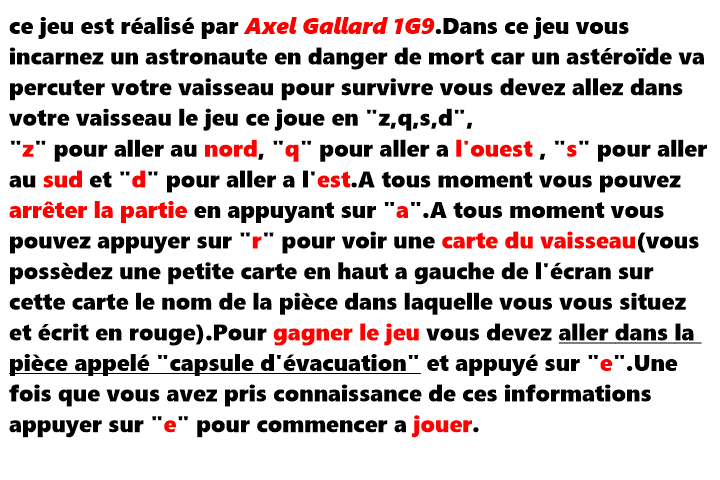 ce jeu est réalisé par Axel Gallard 1G9.Dans ce jeu vous
incarnez un astronaute en danger de mort car un astéroïde va
percuter votre vaisseau pour survivre vous devez allez dans
votre vaisseau le jeu ce joue en "z,q,s,d",
"z" pour aller au nord, "q" pour aller a l'ouest , "s" pour aller
au sud et "d" pour aller a l'est.A tous moment vous pouvez
arrêter la partie en appuyant sur "a".A tous moment vous
pouvez appuyer sur "r" pour voir une carte du vaisseau(vous
possèdez une petite carte en haut a gauche de l'écran sur
cette carte le nom de la pièce dans laquelle vous vous situez
et écrit en rouge).Pour gagner le jeu vous devez aller dans la
pièce appelé "capsule d'évacuation" et appuyé sur "e".Une
fois que vous avez pris connaissance de ces informations
appuyer sur "e" pour commencer a jouer.